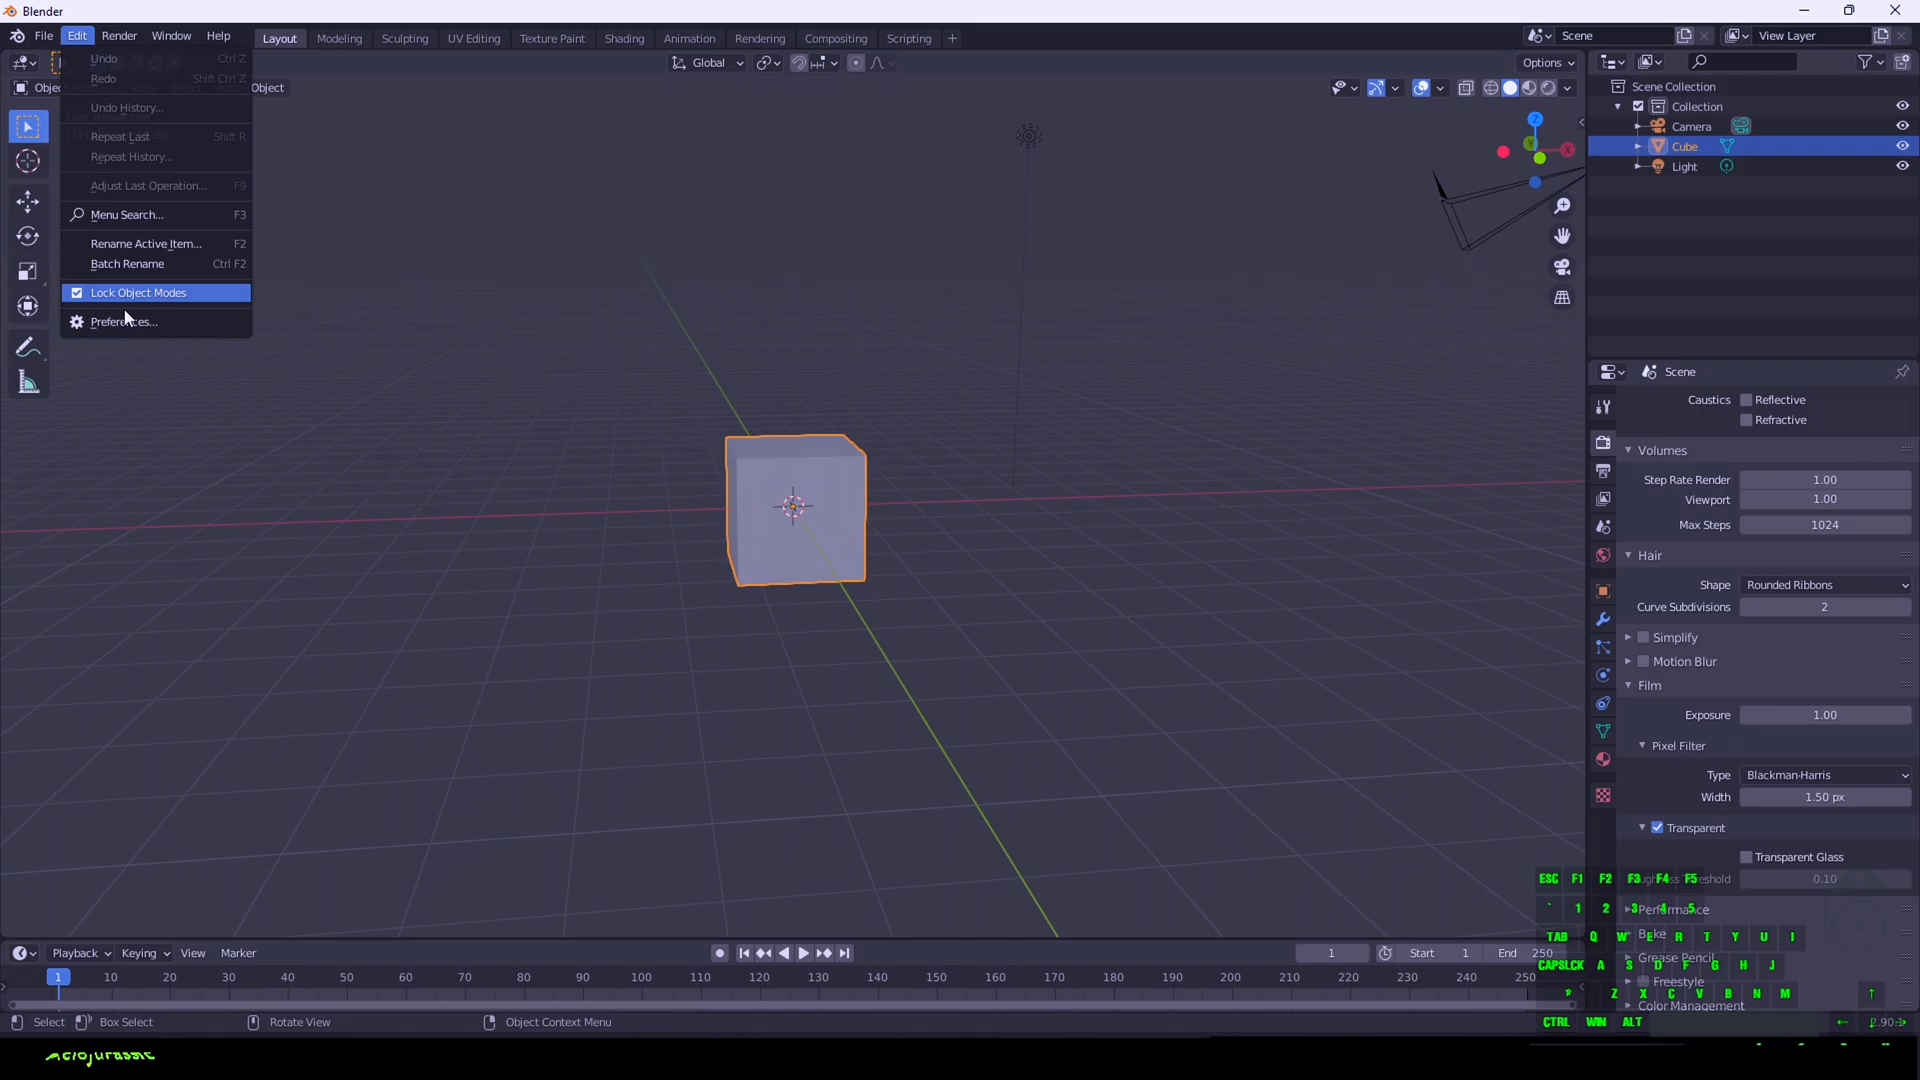 Blender
File Edit Render Window Help Layout Modeling Sculpting UV Editing Texture Paint Shading Animation Rendering Compositing Scripting + Scene View Layer
Global Options
Object
Undo Ctrl Z
Redo Shift Ctrl Z
Undo History...
Repeat Last Shift R
Repeat History...
Adjust Last Operation... F9
Menu Search... F3
Rename Active Item... F2
Batch Rename Ctrl F2
Lock Object Modes
Preferences...
Z
X
Scene Collection
Collection
Camera
Cube
Light
Scene
Caustics Reflective
Refractive
Volumes
Step Rate Render 1.00
Viewport 1.00
Max Steps 1024
Hair
Shape Rounded Ribbons
Curve Subdivisions 2
Simplify
Motion Blur
Film
Exposure 1.00
Pixel Filter
Type Blackman-Harris
Width 1.50 px
Transparent
Transparent Glass
0.10
Performance
Bake
Grease Pencil
Freestyle
Color Management
ESC F1 F2 F3 F4 F5
` 1 2 3 4 5
TAB Q W E R T Y U I
CAPSLCK A S D F G H J
Z X C V B N M ↑
CTRL WIN ALT ← ↓ →
Playback Keying View Marker 1 Start 1 End 250
1 10 20 30 40 50 60 70 80 90 100 110 120 130 140 150 160 170 180 190 200 210 220 230 240 250
Select Box Select Rotate View Object Context Menu 2.90.1